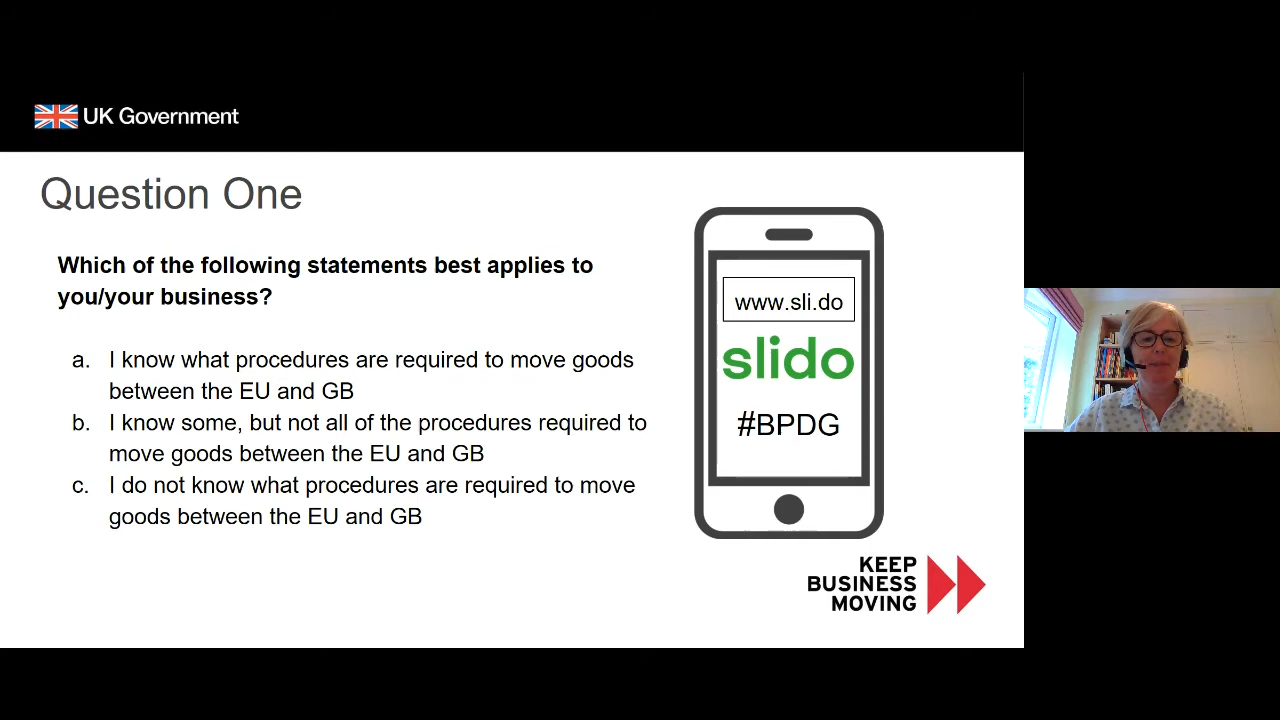 UK Government
Question One
Which of the following statements best applies to
you/your business?
a. I know what procedures are required to move goods
between the EU and GB
b. I know some, but not all of the procedures required to
move goods between the EU and GB
c. I do not know what procedures are required to move
goods between the EU and GB
www.sli.do
slido
#BPDG
KEEP
BUSINESS
MOVING